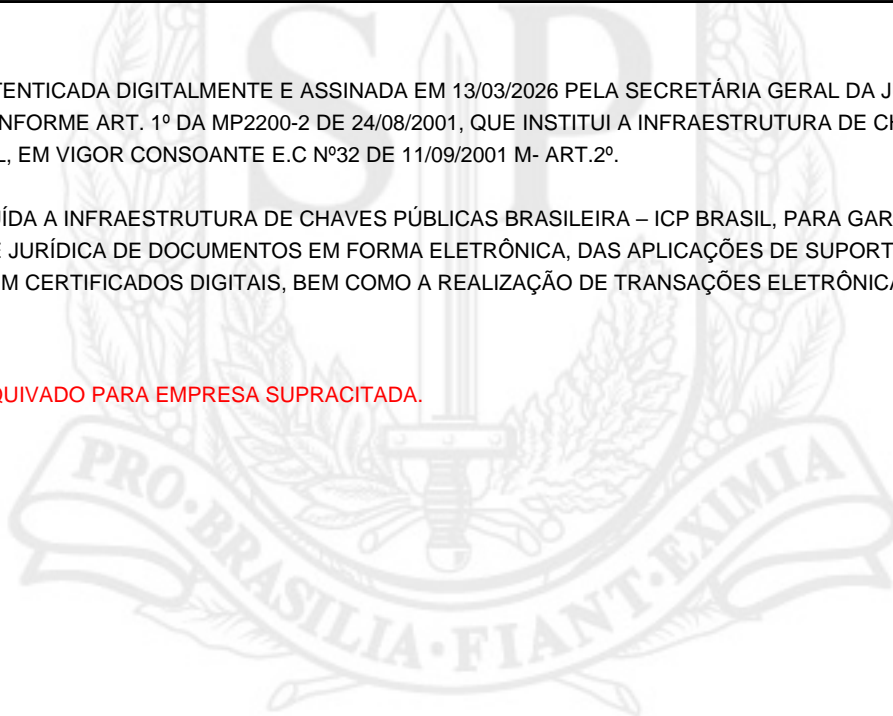 TENTICADA DIGITALMENTE E ASSINADA EM 13/03/2026 PELA SECRETÁRIA GERAL DA J
NFORME ART. 1º DA MP2200-2 DE 24/08/2001, QUE INSTITUI A INFRAESTRUTURA DE CH
L, EM VIGOR CONSOANTE E.C Nº32 DE 11/09/2001 M- ART.2º.
UÍDA A INFRAESTRUTURA DE CHAVES PÚBLICAS BRASILEIRA – ICP BRASIL, PARA GAR
E JURÍDICA DE DOCUMENTOS EM FORMA ELETRÔNICA, DAS APLICAÇÕES DE SUPORT
M CERTIFICADOS DIGITAIS, BEM COMO A REALIZAÇÃO DE TRANSAÇÕES ELETRÔNICA
QUIVADO PARA EMPRESA SUPRACITADA.
SP
PRO·BRASILIA·FIANT·EXIMIA